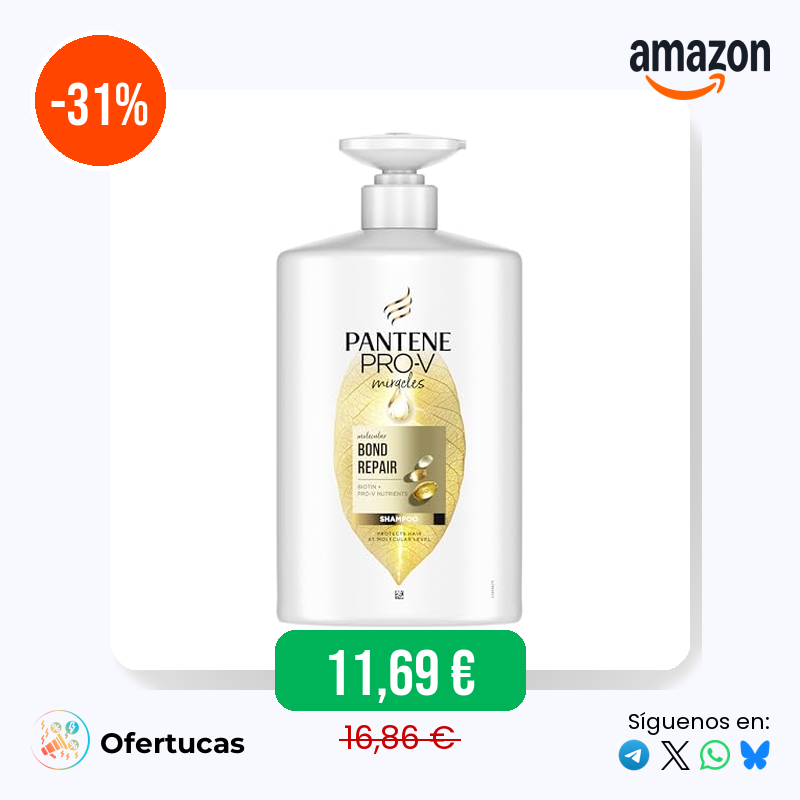 -31%
amazon
PANTENE
PRO-V
miracles
molecular
BOND
REPAIR
BIOTIN +
PRO-V NUTRIENTS
SHAMPOO
PROTECTS HAIR
AT MOLECULAR LEVEL
11,69 €
16,86 €
Ofertucas
Síguenos en: